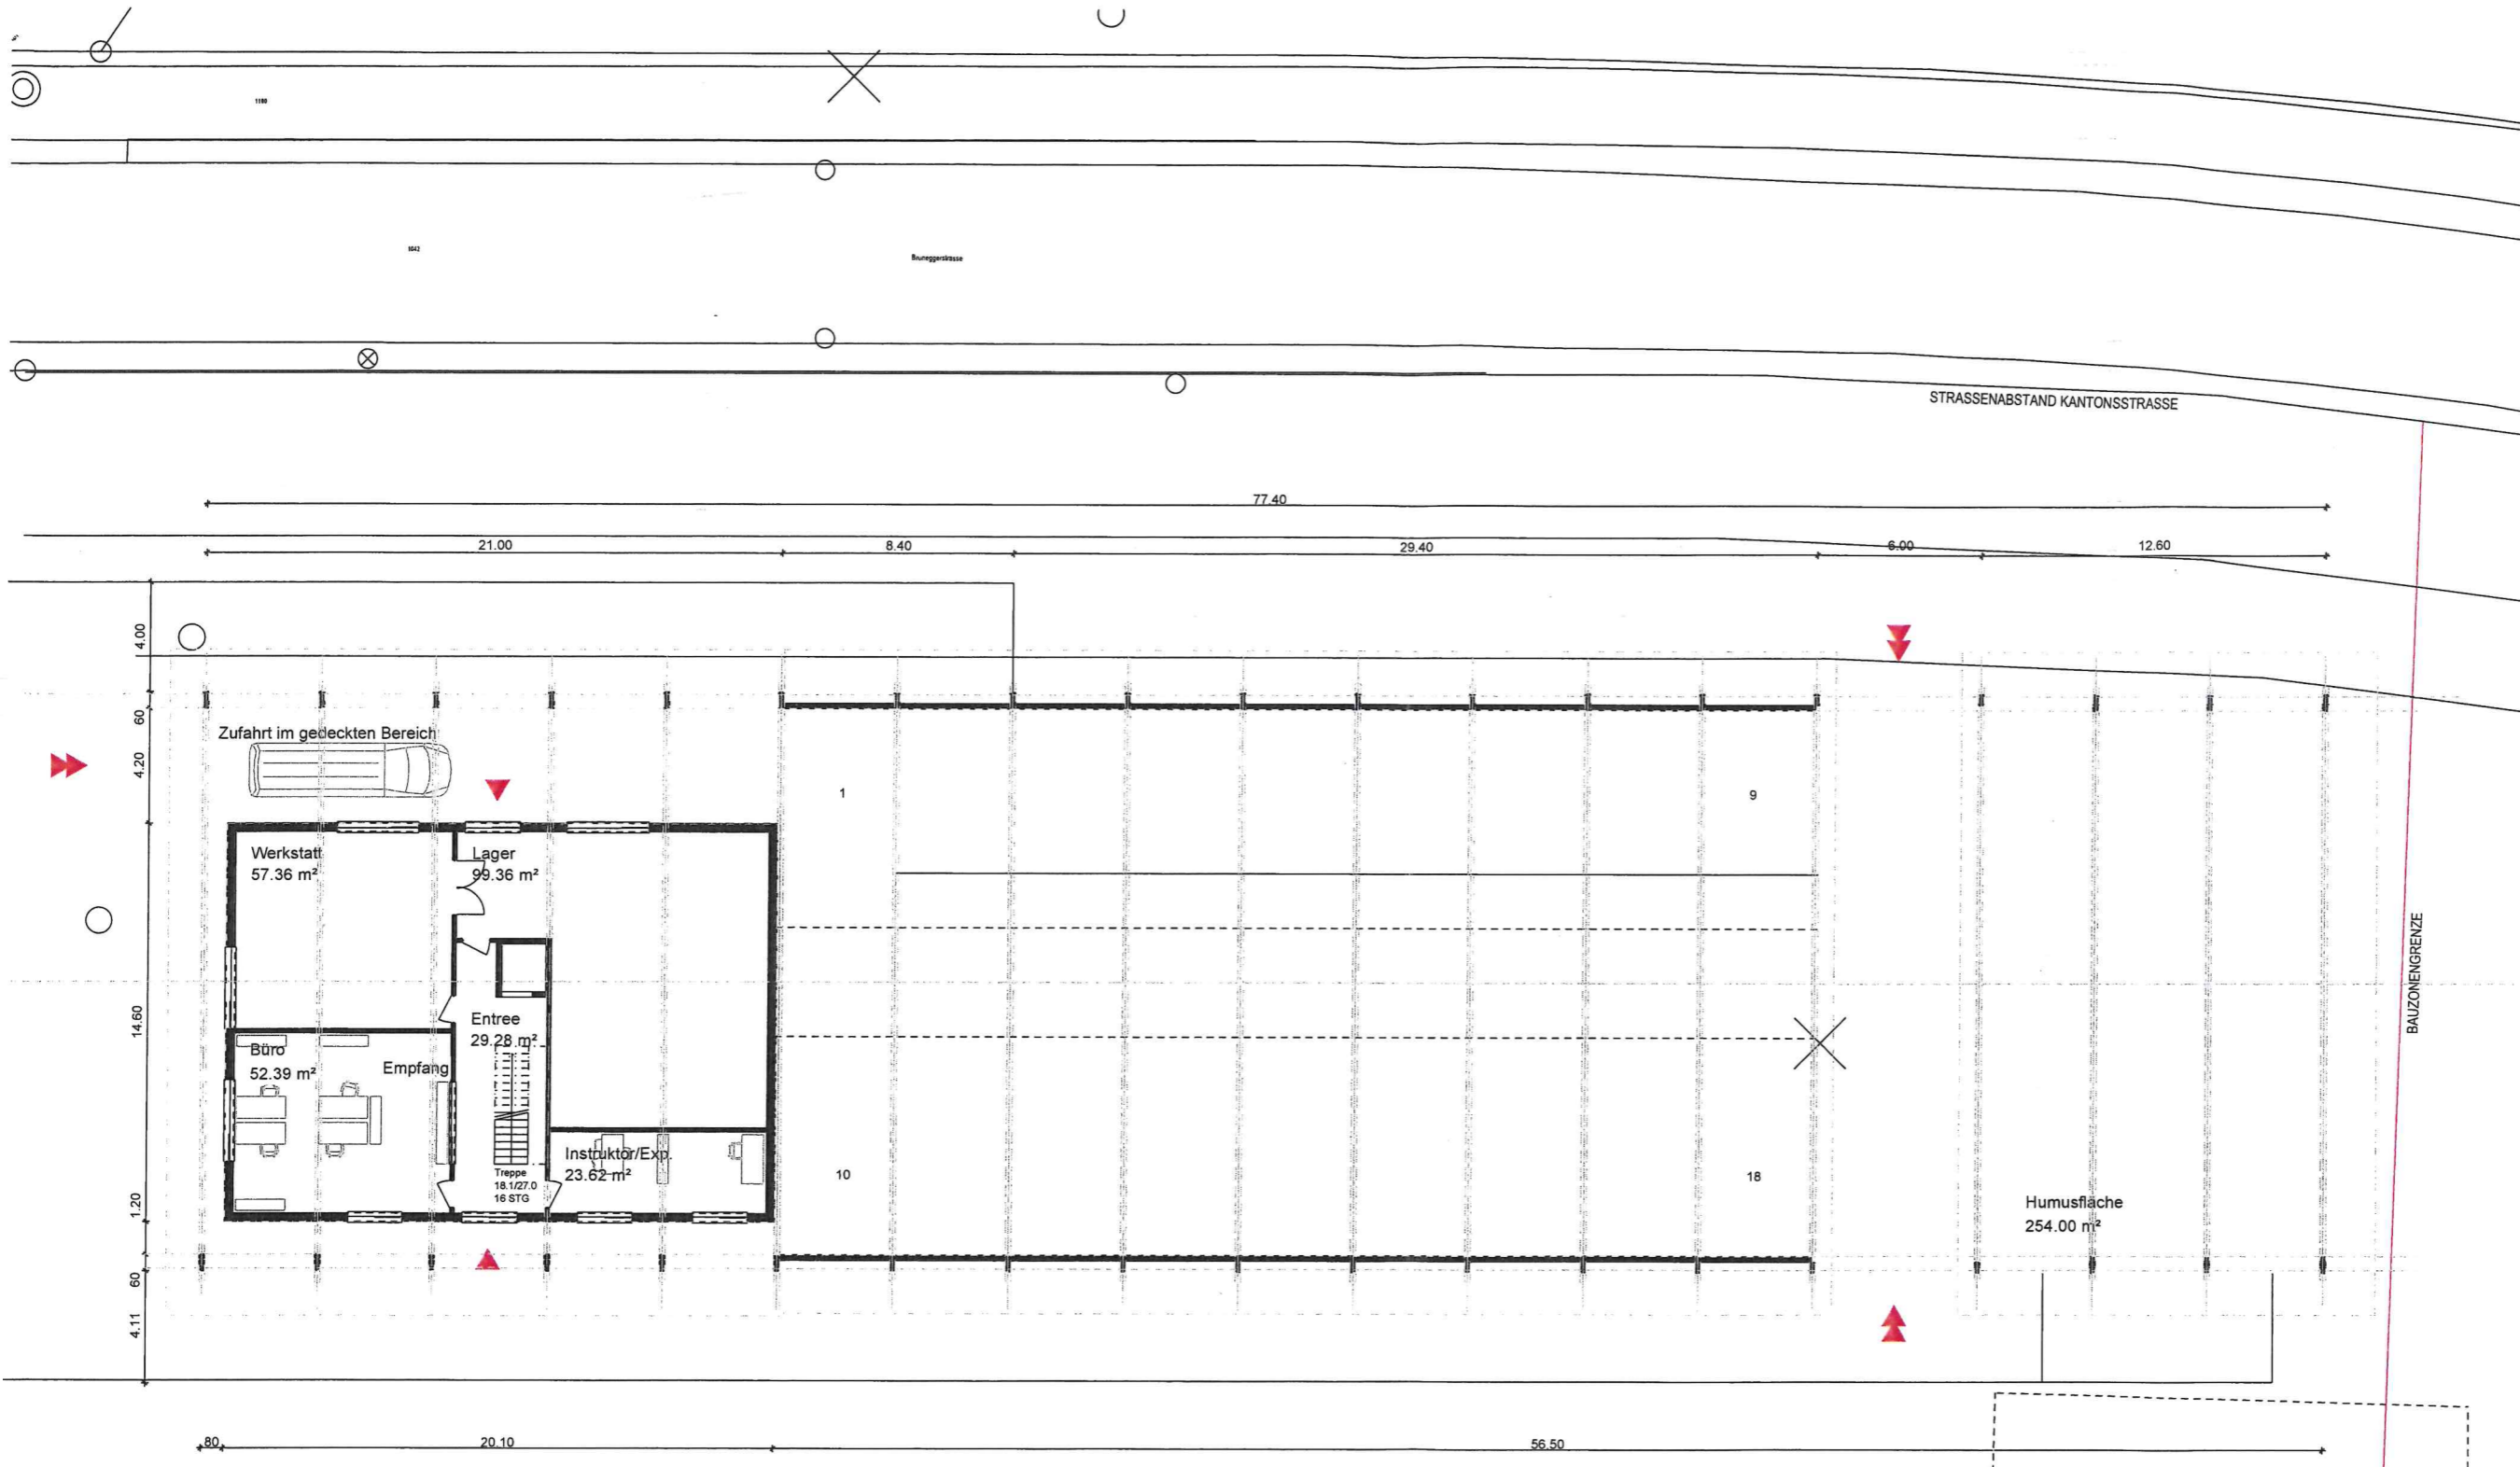 1180
1042
Bruneggerstrasse
STRASSENABSTAND KANTONSSTRASSE
77.40
21.00
8.40
29.40
6.00
12.60
4.00
60
4.20
14.60
1.20
60
4.11
Zufahrt im gedeckten Bereich
1
9
Werkstatt
57.36 m²
Lager
99.36 m²
Entree
29.28 m²
Büro
52.39 m²
Empfang
Treppe
18.1/27.0
16 STG
Instruktor/Exp.
23.62 m²
10
18
Humusfläche
254.00 m²
BAUZONENGRENZE
80
20.10
56.50